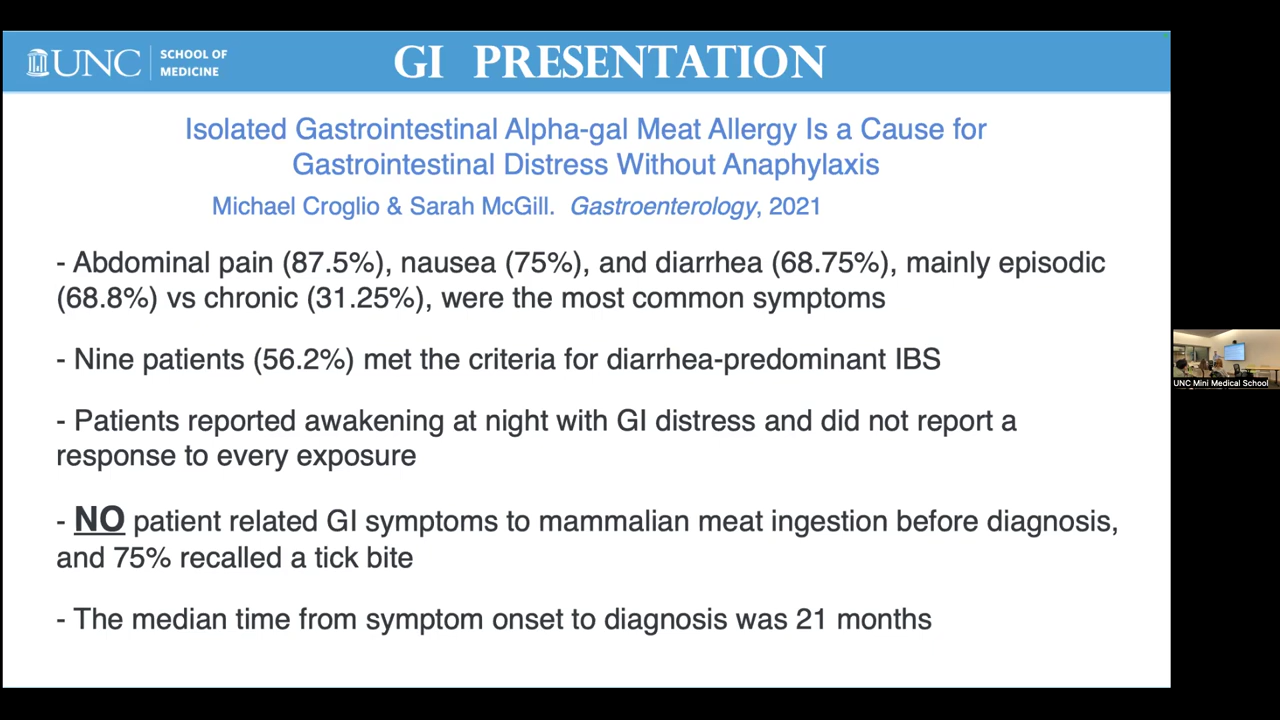 UNC
SCHOOL OF
MEDICINE
GI PRESENTATION
Isolated Gastrointestinal Alpha-gal Meat Allergy Is a Cause for
Gastrointestinal Distress Without Anaphylaxis
Michael Croglio & Sarah McGill. Gastroenterology, 2021
- Abdominal pain (87.5%), nausea (75%), and diarrhea (68.75%), mainly episodic
(68.8%) vs chronic (31.25%), were the most common symptoms
- Nine patients (56.2%) met the criteria for diarrhea-predominant IBS
- Patients reported awakening at night with GI distress and did not report a
response to every exposure
- NO patient related GI symptoms to mammalian meat ingestion before diagnosis,
and 75% recalled a tick bite
- The median time from symptom onset to diagnosis was 21 months
UNC Mini Medical School